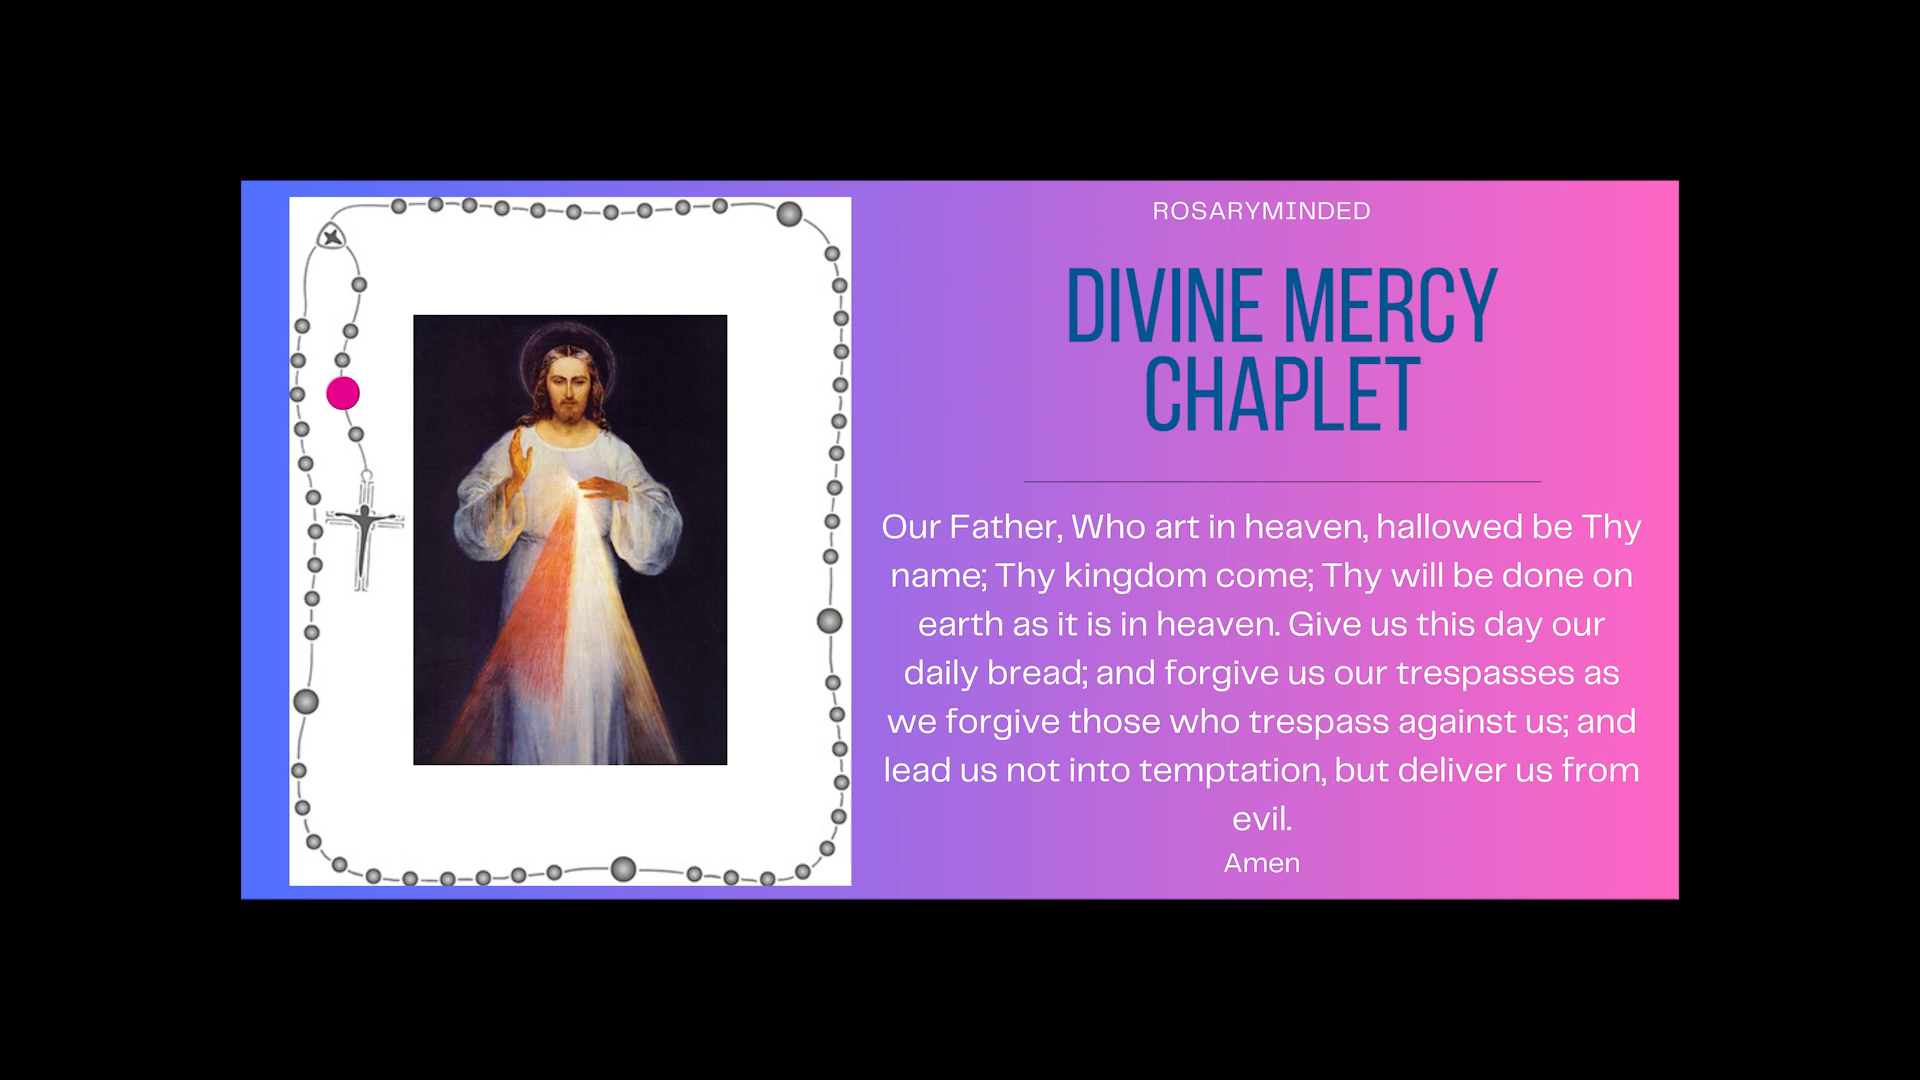 ROSARYMINDED
DIVINE MERCY
CHAPLET
Our Father, Who art in heaven, hallowed be Thy
name; Thy kingdom come; Thy will be done on
earth as it is in heaven. Give us this day our
daily bread; and forgive us our trespasses as
we forgive those who trespass against us; and
lead us not into temptation, but deliver us from
evil.
Amen